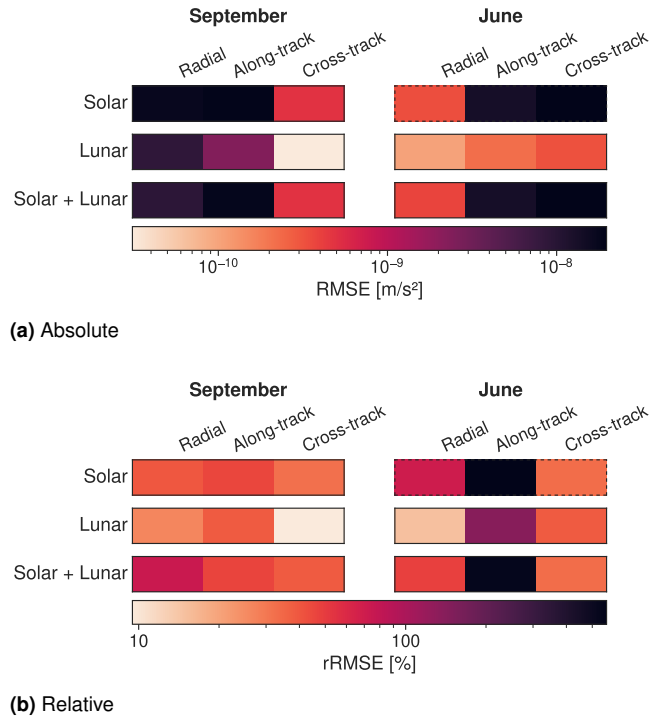 September June
Radial Along-track Cross-track Radial Along-track Cross-track
Solar
Lunar
Solar + Lunar
10⁻¹⁰ 10⁻⁹ 10⁻⁸
RMSE [m/s²]
(a) Absolute
September June
Radial Along-track Cross-track Radial Along-track Cross-track
Solar
Lunar
Solar + Lunar
10 100
rRMSE [%]
(b) Relative